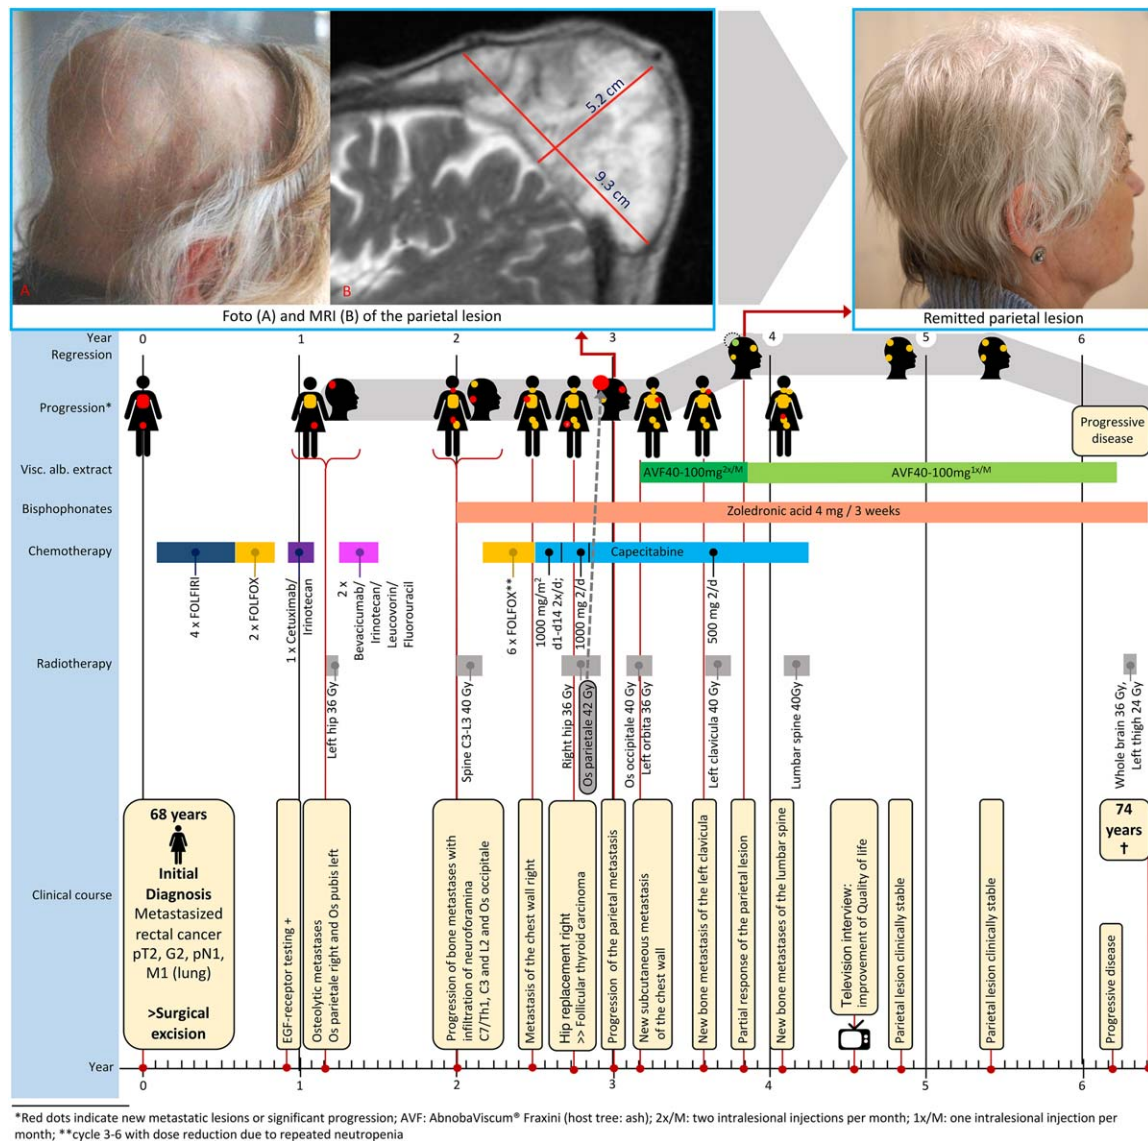 A
B
5.2 cm
9.3 cm
Foto (A) and MRI (B) of the parietal lesion
Remitted parietal lesion
Year
0
1
2
3
4
5
6
Regression
Progression*
Progressive
disease
Visc. alb. extract
AVF40-100mg2x/M
AVF40-100mg1x/M
Bisphophonates
Zoledronic acid 4 mg / 3 weeks
Chemotherapy
Capecitabine
4 x FOLFIRI
2 x FOLFOX
1 x Cetuximab/
Irinotecan
2 x
Bevacicumab/
Irinotecan/
Leucovorin/
Fluorouracil
6 x FOLFOX**
1000 mg/m2
d1-d14 2x/d;
1000 mg 2/d
500 mg 2/d
Radiotherapy
Left hip 36 Gy
Spine C3-L3 40 Gy
Right hip 36 Gy
Os parietale 42 Gy
Os occipitale 40 Gy
Left orbita 36 Gy
Left clavicula 40 Gy
Lumbar spine 40Gy
Whole brain 36 Gy,
Left thigh 24 Gy
Clinical course
68 years
Initial
Diagnosis
Metastasized
rectal cancer
pT2, G2, pN1,
M1 (lung)
>Surgical
excision
EGF-receptor testing +
Osteolytic metastases
Os parietale right and Os pubis left
Progression of bone metastases with
infiltration of neuroforamina
C7/Th1, C3 and L2 and Os occipitale
Metastasis of the chest wall right
Hip replacement right
>> Follicular thyroid carcinoma
Progression of the parietal metastasis
New subcutaneous metastasis
of the chest wall
New bone metastasis of the left clavicula
Partial response of the parietal lesion
New bone metastases of the lumbar spine
Television interview:
improvement of Quality of life
Parietal lesion clinically stable
Parietal lesion clinically stable
74
years
†
Progressive disease
Year
0
1
2
3
4
5
6
*Red dots indicate new metastatic lesions or significant progression; AVF: AbnobaViscum® Fraxini (host tree: ash); 2x/M: two intralesional injections per month; 1x/M: one intralesional injection per
month; **cycle 3-6 with dose reduction due to repeated neutropenia